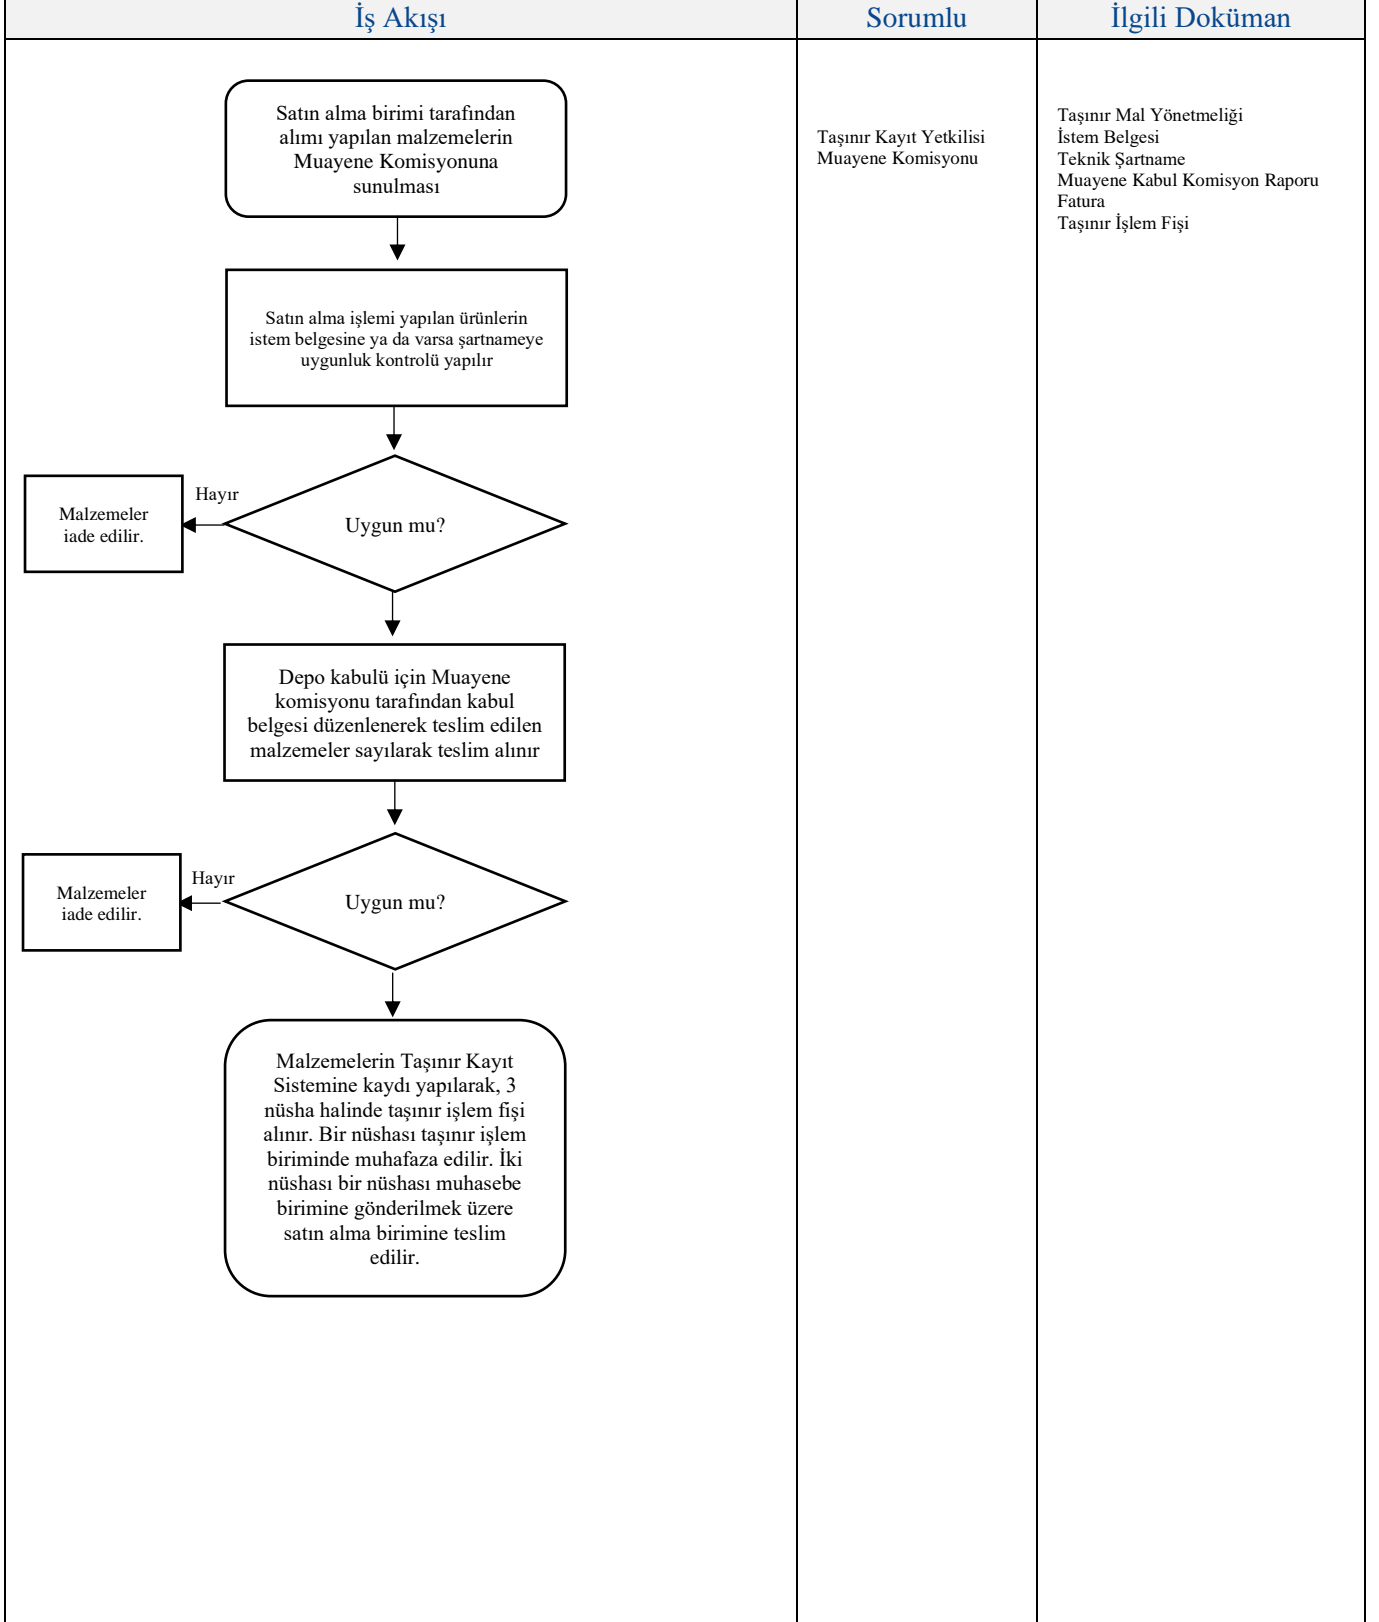 İş Akışı
Sorumlu
İlgili Doküman
Satın alma birimi tarafından
alımı yapılan malzemelerin
Muayene Komisyonuna
sunulması
Taşınır Kayıt Yetkilisi
Muayene Komisyonu
Taşınır Mal Yönetmeliği
İstem Belgesi
Teknik Şartname
Muayene Kabul Komisyon Raporu
Fatura
Taşınır İşlem Fişi
Satın alma işlemi yapılan ürünlerin
istem belgesine ya da varsa şartnameye
uygunluk kontrolü yapılır
Hayır
Malzemeler
iade edilir.
Uygun mu?
Depo kabulü için Muayene
komisyonu tarafından kabul
belgesi düzenlenerek teslim edilen
malzemeler sayılarak teslim alınır
Hayır
Malzemeler
iade edilir.
Uygun mu?
Malzemelerin Taşınır Kayıt
Sistemine kaydı yapılarak, 3
nüsha halinde taşınır işlem fişi
alınır. Bir nüshası taşınır işlem
biriminde muhafaza edilir. İki
nüshası bir nüshası muhasebe
birimine gönderilmek üzere
satın alma birimine teslim
edilir.